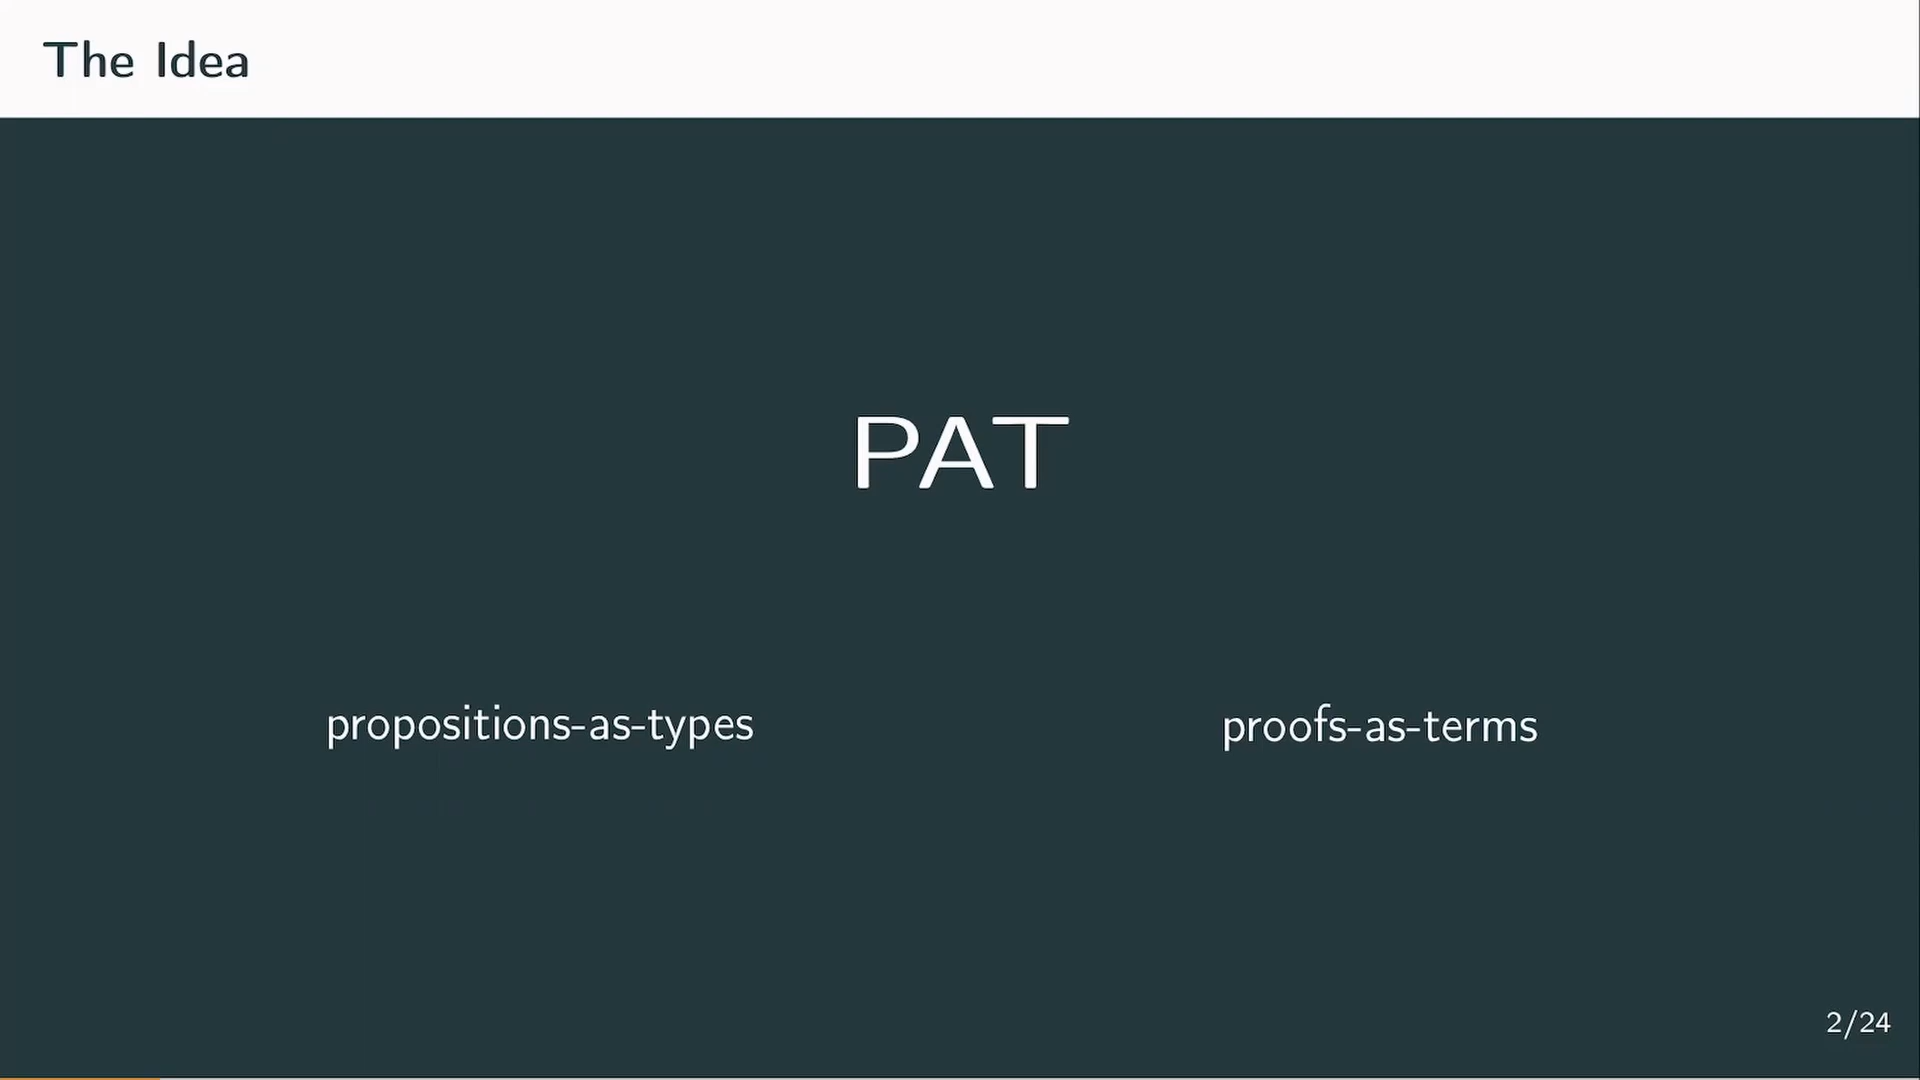 The Idea
PAT
propositions-as-types
proofs-as-terms
2/24